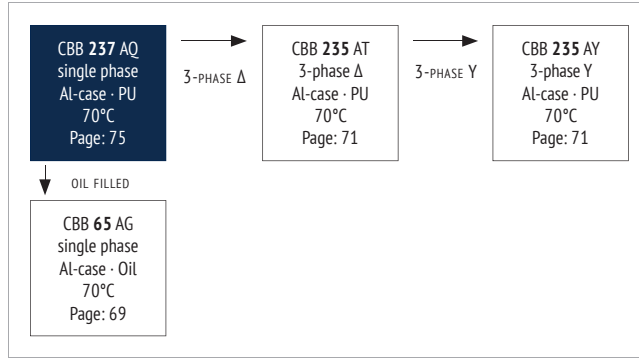 CBB 237 AQ
single phase
Al-case · PU
70°C
Page: 75
3-PHASE Δ
CBB 235 AT
3-phase Δ
Al-case · PU
70°C
Page: 71
3-PHASE Y
CBB 235 AY
3-phase Y
Al-case · PU
70°C
Page: 71
OIL FILLED
CBB 65 AG
single phase
Al-case · Oil
70°C
Page: 69